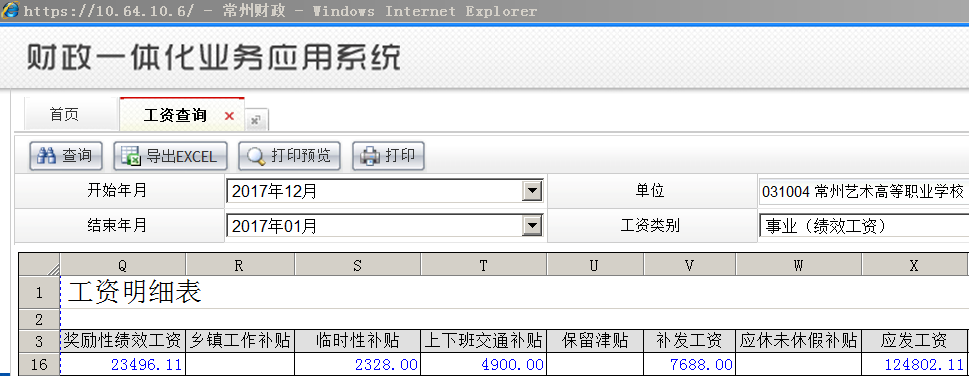 https://10.64.10.6/ - 常州财政 - Windows Internet Explorer
财政一体化业务应用系统
首页 工资查询
查询 导出EXCEL 打印预览 打印
开始年月 2017年12月 单位 031004 常州艺术高等职业学校
结束年月 2017年01月 工资类别 事业（绩效工资）
Q R S T U V W X
1 工资明细表
2
3 奖励性绩效工资 乡镇工作补贴 临时性补贴 上下班交通补贴 保留津贴 补发工资 应休未休假补贴 应发工资
16 23496.11 2328.00 4900.00 7688.00 124802.11